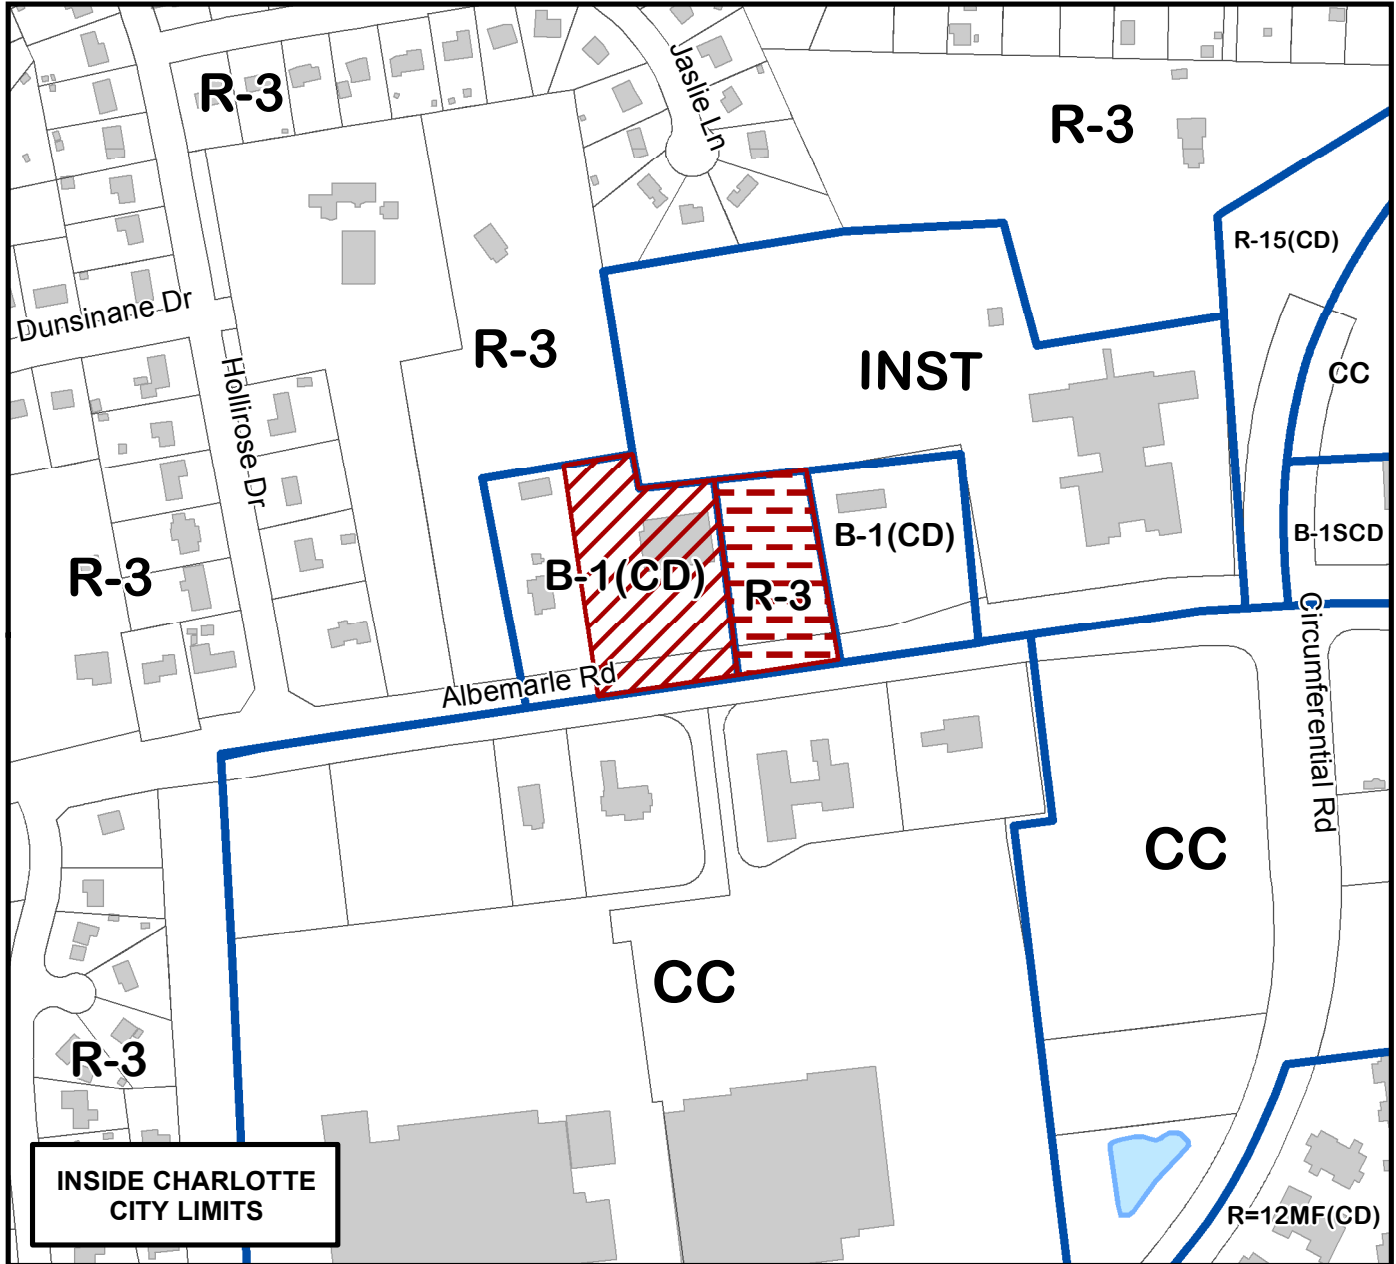 R-3
Jaslie Ln
R-3
R-15(CD)
Dunsinane Dr
R-3
INST
CC
Hollirose Dr
B-1(CD)
B-1SCD
R-3
B-1(CD)
R-3
Albemarle Rd
Circumferential Rd
CC
CC
R-3
INSIDE CHARLOTTE
CITY LIMITS
R=12MF(CD)